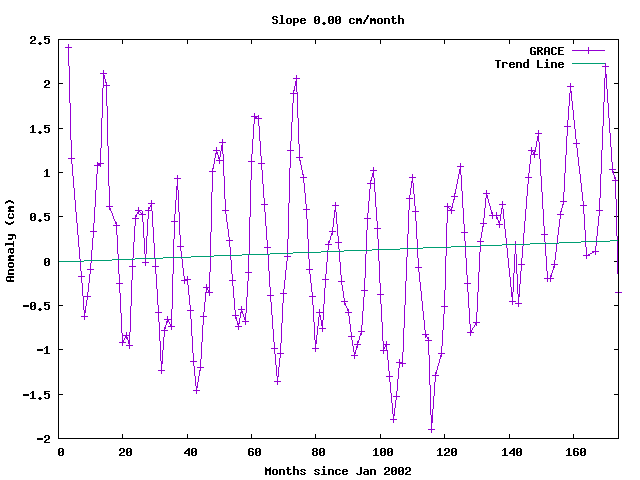 Slope 0.00 cm/month
GRACE
Trend Line
2.5
2
1.5
1
0.5
0
-0.5
-1
-1.5
-2
Anomaly (cm)
0 20 40 60 80 100 120 140 160
Months since Jan 2002